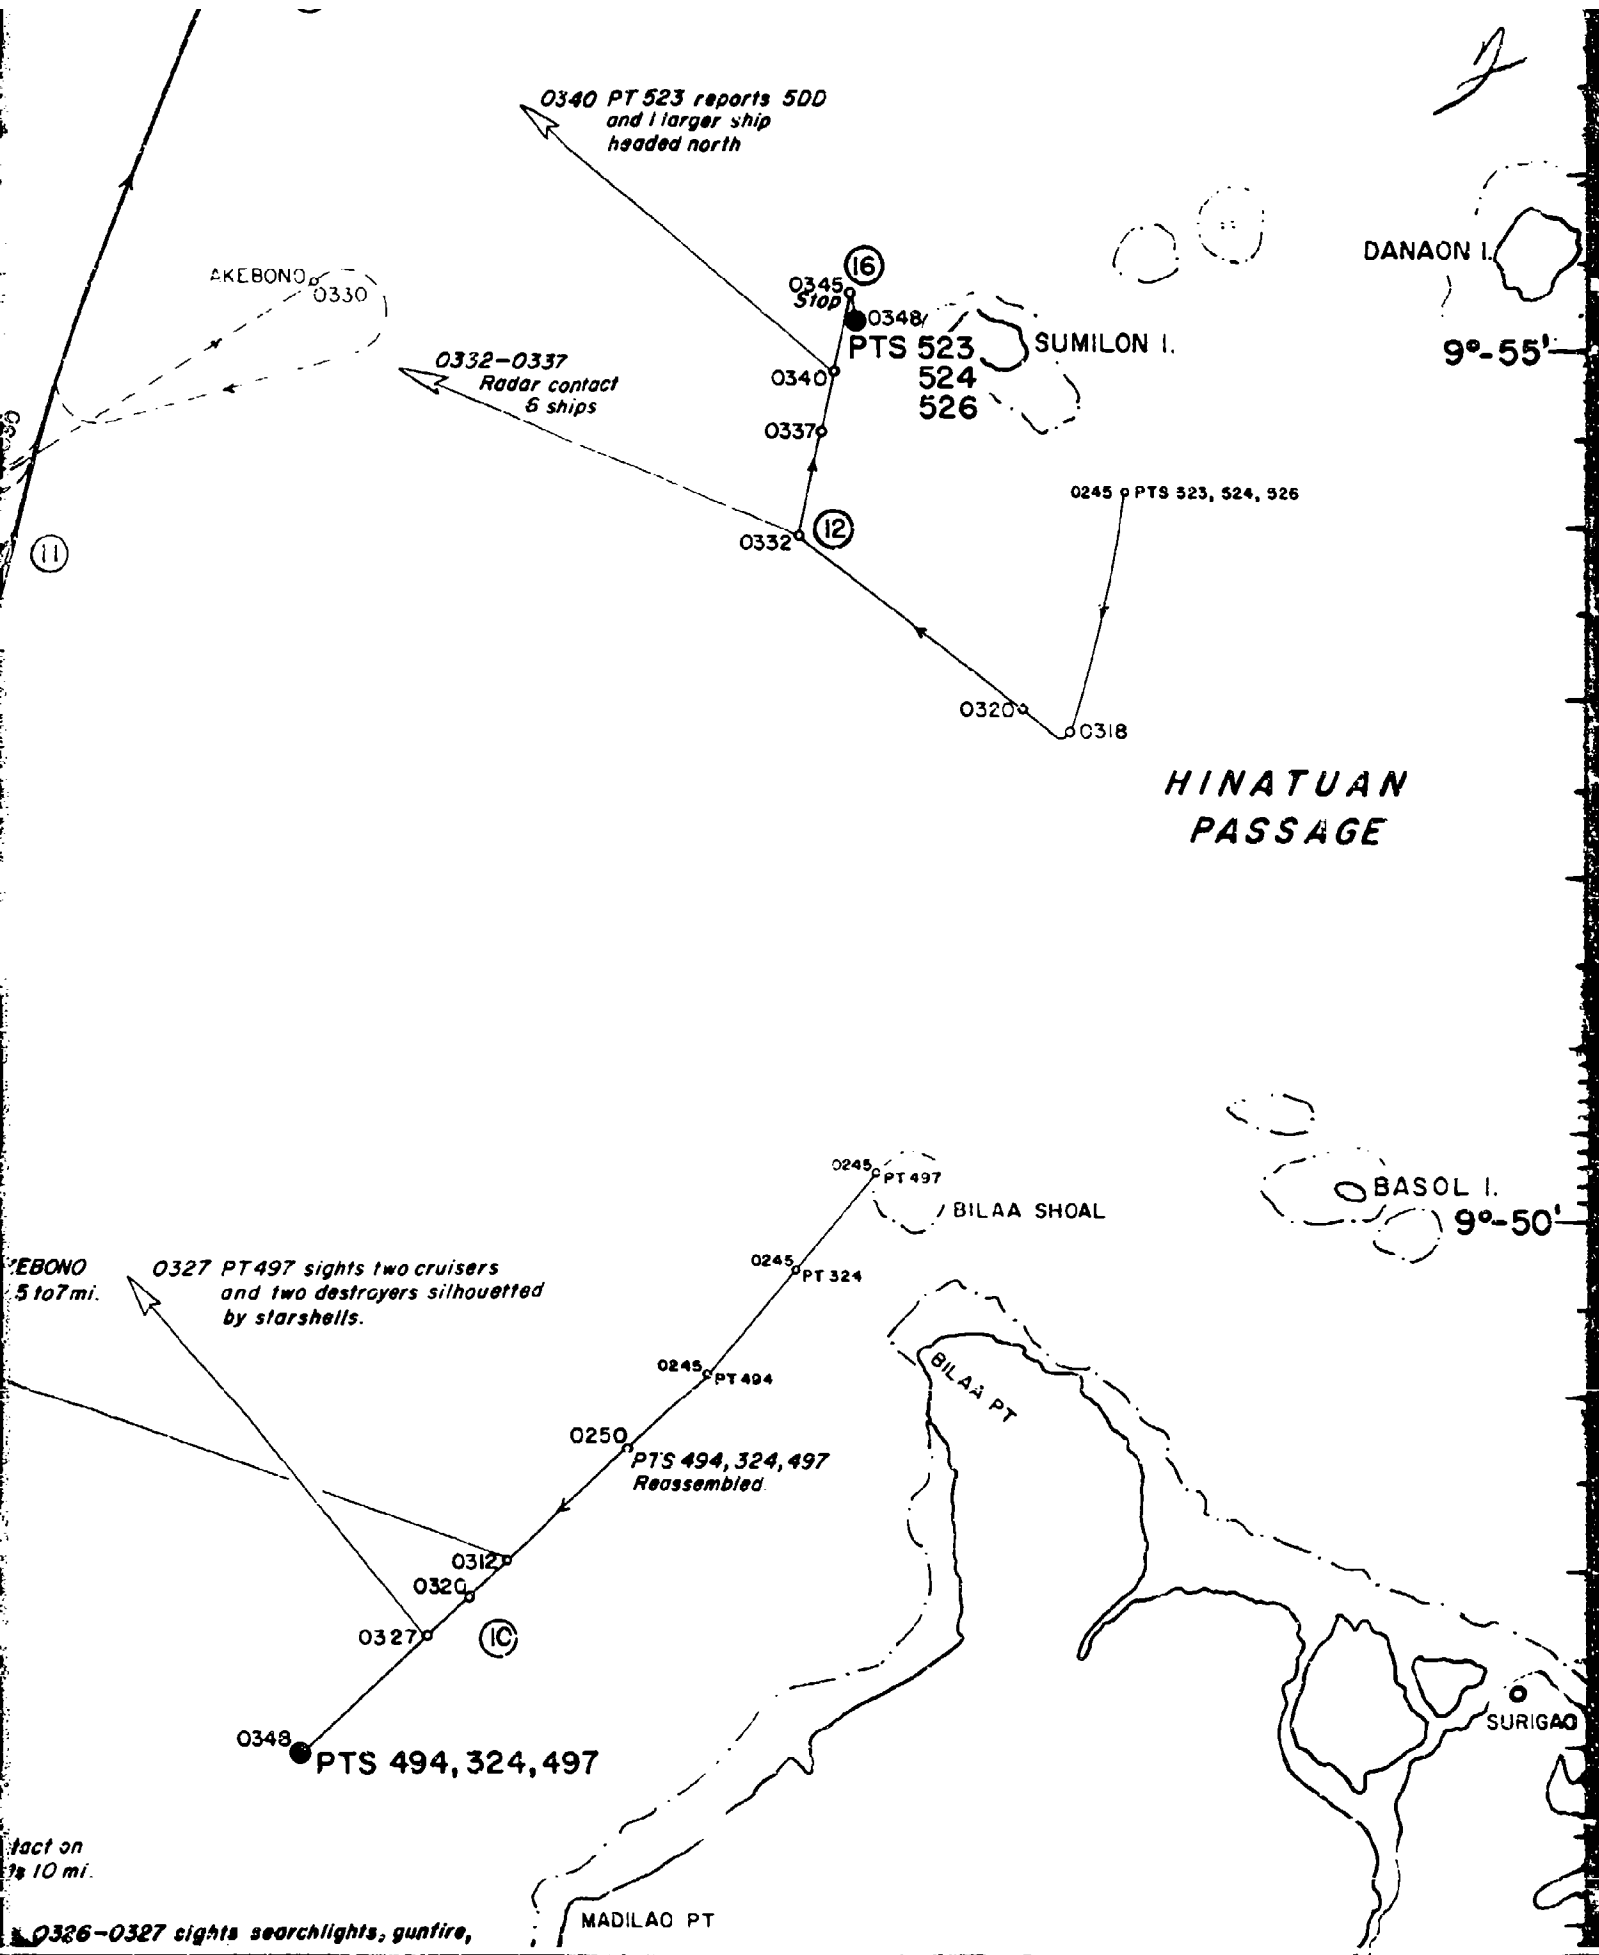 0340 PT 523 reports 5DD
and 1 larger ship
headed north
DANAON I.
16
AKEBONO
0330
0345
Stop
0348
PTS 523
524
526
SUMILON I.
9°-55'
0332-0337
Radar contact
6 ships
0340
0337
0245 PTS 523, 524, 526
12
0332
11
0320
0318
HINATUAN
PASSAGE
0245
PT 497
BILAA SHOAL
BASOL I.
9°-50'
EBONO
5 to 7 mi.
0327 PT497 sights two cruisers
and two destroyers silhouetted
by starshells.
0245
PT 324
BILAA PT
0245
PT 494
0250
PTS 494, 324, 497
Reassembled.
0312
0320
0327
10
SURIGAO
0348
PTS 494, 324, 497
tact on
10 mi.
MADILAO PT
0326-0327 sights searchlights, gunfire,